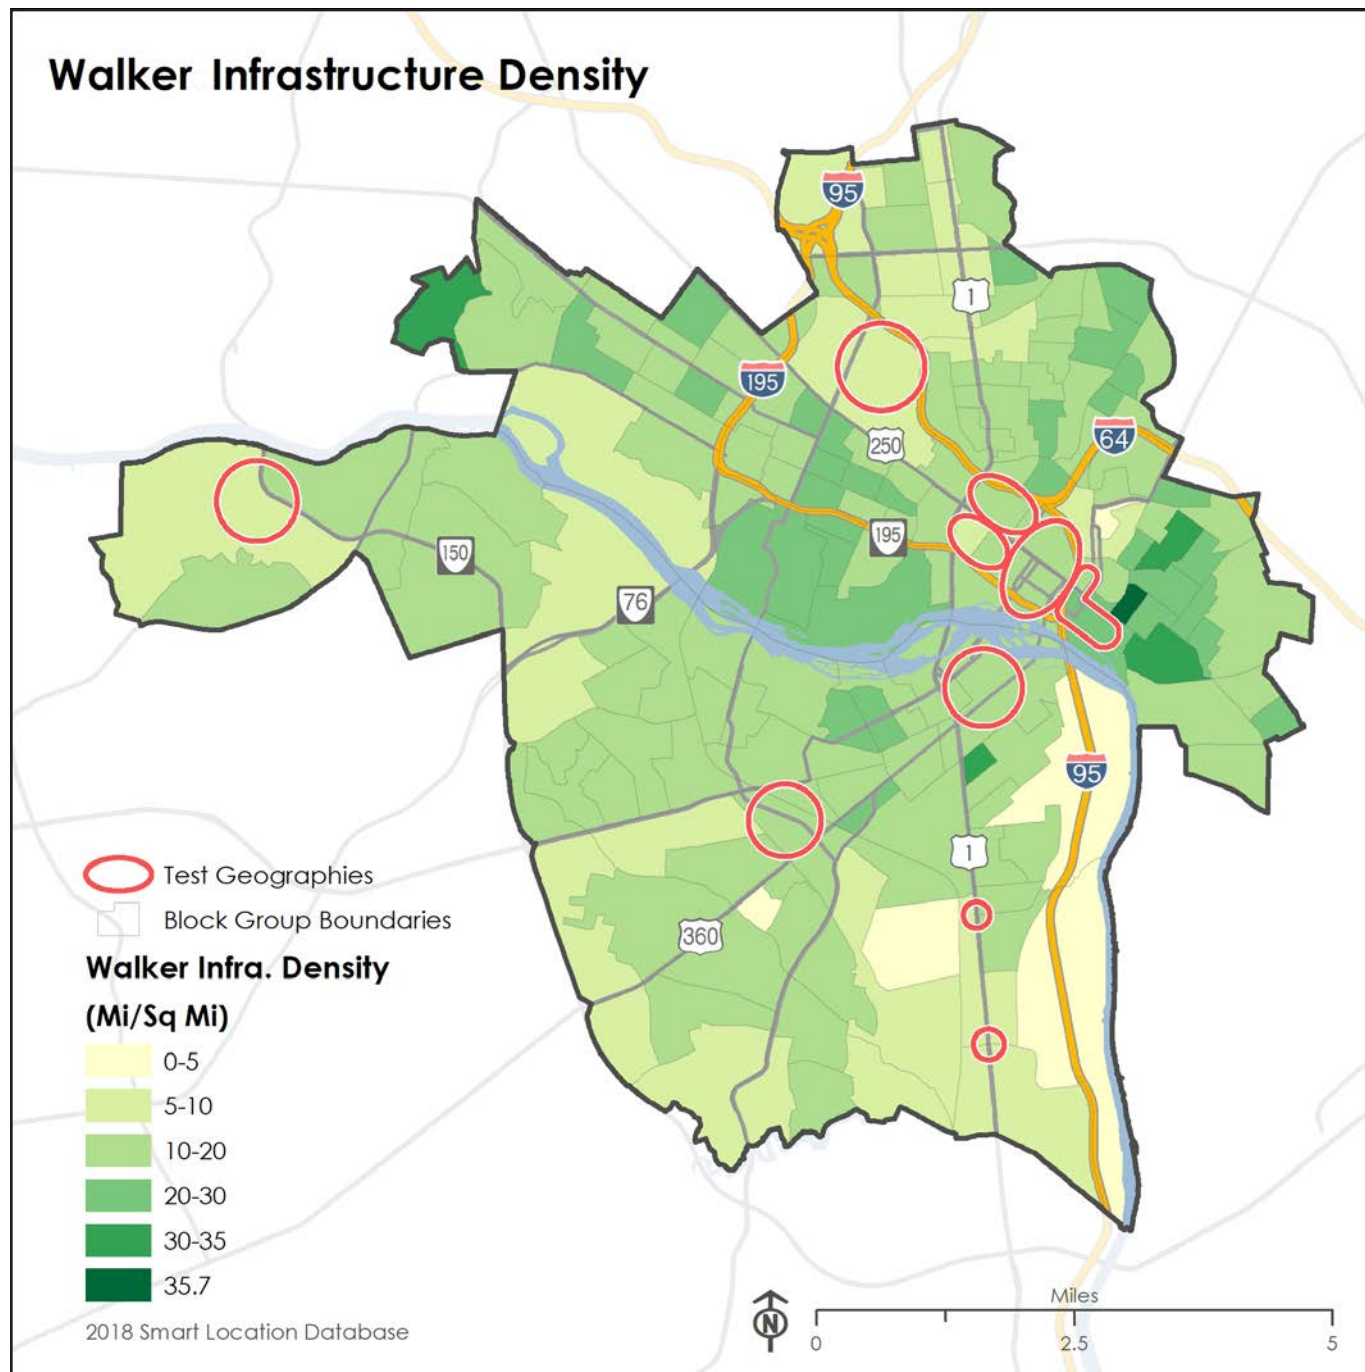 Walker Infrastructure Density
95
1
195
250
64
195
150
76
95
1
360
Test Geographies
Block Group Boundaries
Walker Infra. Density
(Mi/Sq Mi)
0-5
5-10
10-20
20-30
30-35
35.7
2018 Smart Location Database
N
Miles
0
2.5
5